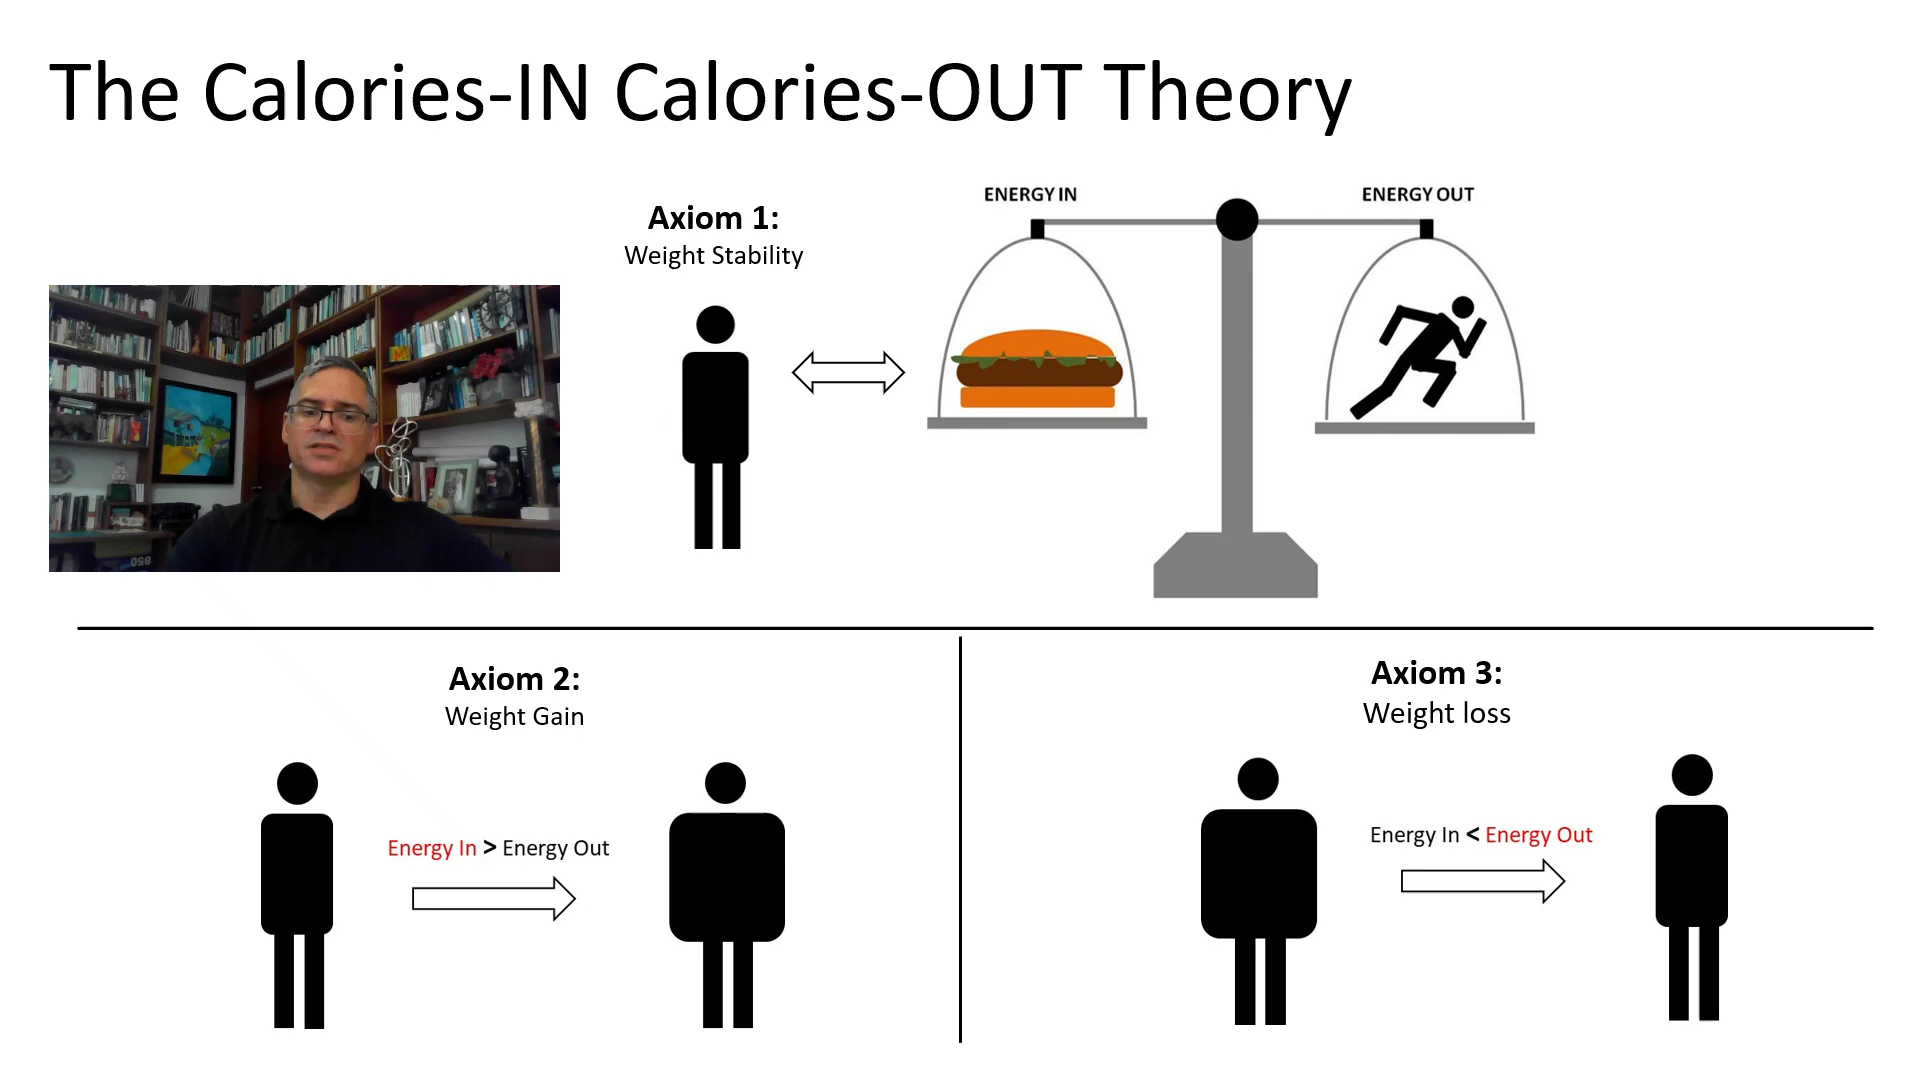 The Calories-IN Calories-OUT Theory
ENERGY IN
ENERGY OUT
Axiom 1:
Weight Stability
850
Axiom 2:
Weight Gain
Energy In > Energy Out
Axiom 3:
Weight loss
Energy In < Energy Out